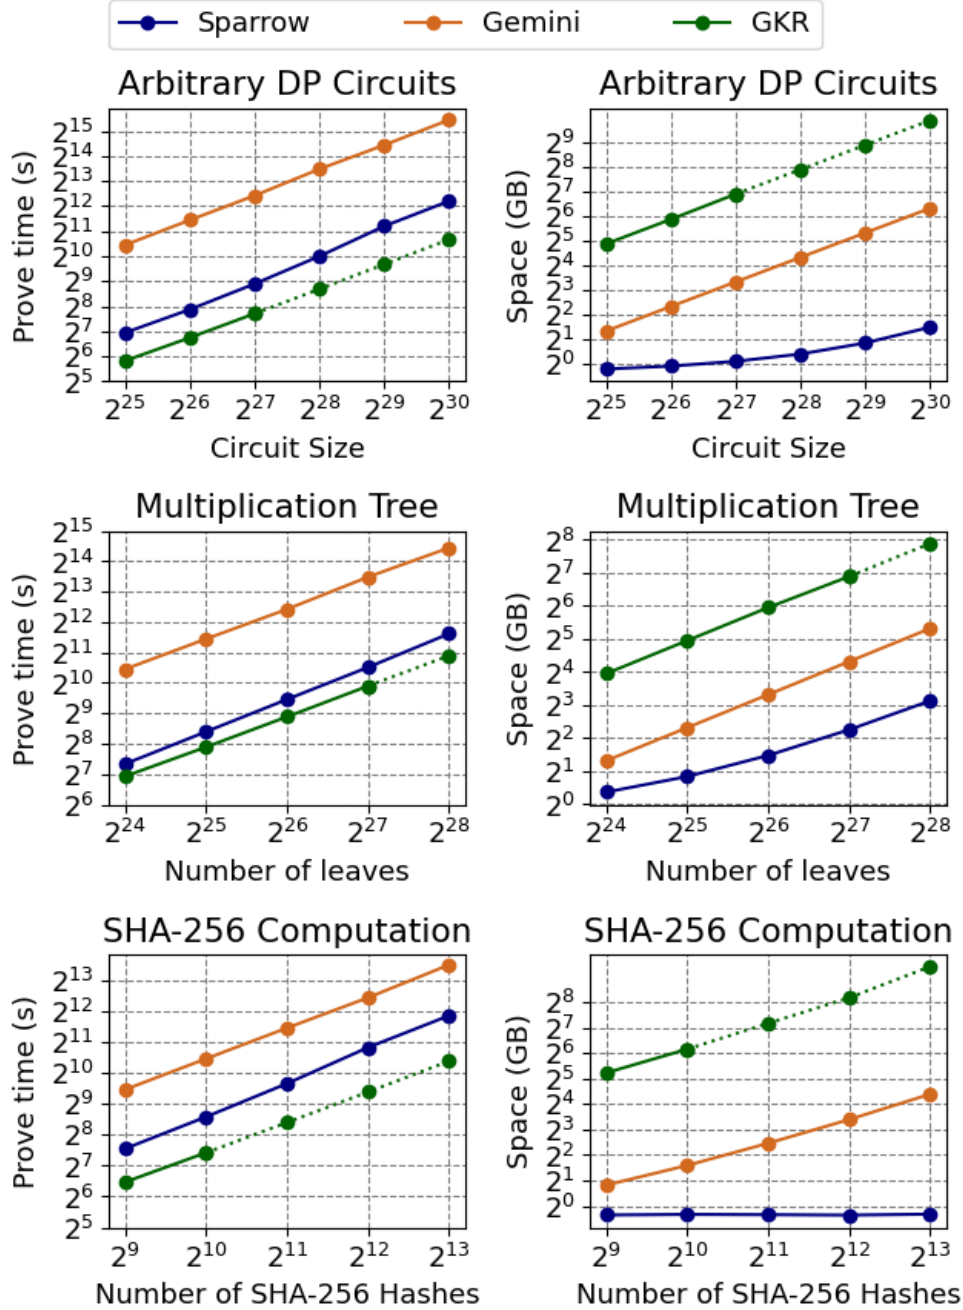 Sparrow Gemini GKR
Arbitrary DP Circuits
Prove time (s)
2^15
2^14
2^13
2^12
2^11
2^10
2^9
2^8
2^7
2^6
2^5
2^25 2^26 2^27 2^28 2^29 2^30
Circuit Size
Arbitrary DP Circuits
Space (GB)
2^9
2^8
2^7
2^6
2^5
2^4
2^3
2^2
2^1
2^0
2^25 2^26 2^27 2^28 2^29 2^30
Circuit Size
Multiplication Tree
Prove time (s)
2^15
2^14
2^13
2^12
2^11
2^10
2^9
2^8
2^7
2^6
2^24 2^25 2^26 2^27 2^28
Number of leaves
Multiplication Tree
Space (GB)
2^8
2^7
2^6
2^5
2^4
2^3
2^2
2^1
2^0
2^24 2^25 2^26 2^27 2^28
Number of leaves
SHA-256 Computation
Prove time (s)
2^13
2^12
2^11
2^10
2^9
2^8
2^7
2^6
2^5
2^9 2^10 2^11 2^12 2^13
Number of SHA-256 Hashes
SHA-256 Computation
Space (GB)
2^8
2^7
2^6
2^5
2^4
2^3
2^2
2^1
2^0
2^9 2^10 2^11 2^12 2^13
Number of SHA-256 Hashes